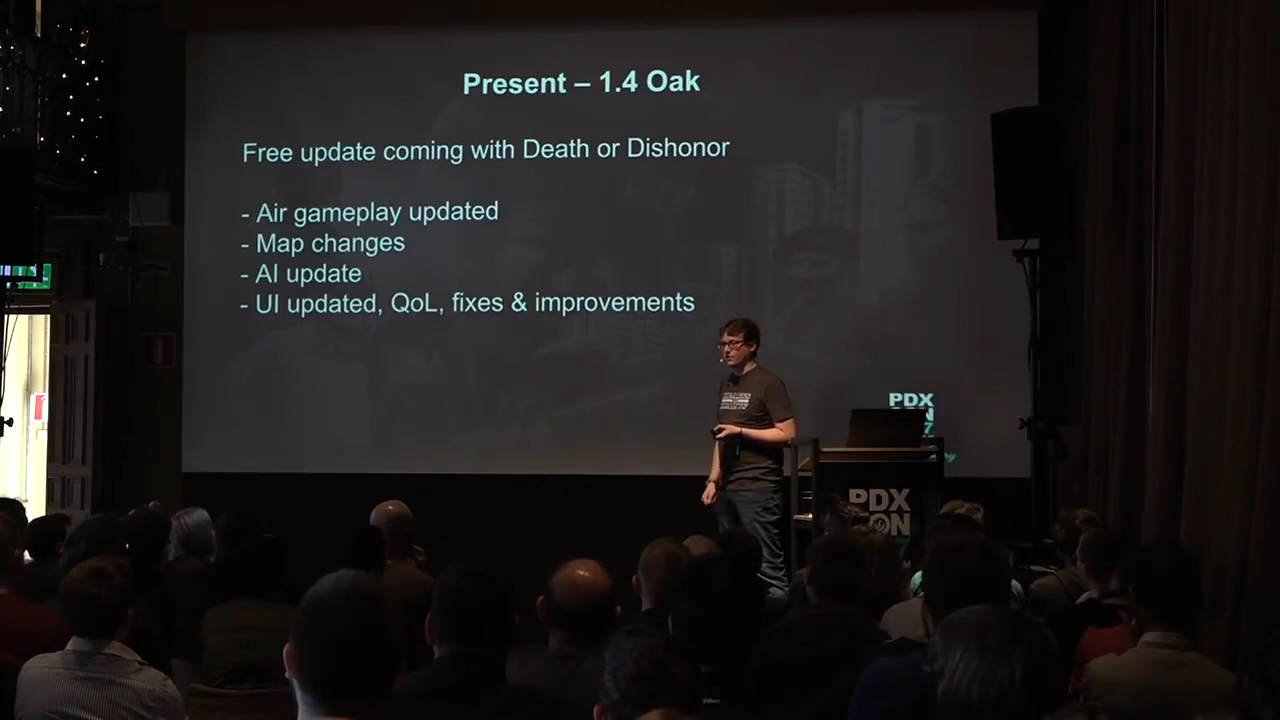 Present – 1.4 Oak
Free update coming with Death or Dishonor
- Air gameplay updated
- Map changes
- AI update
- UI updated, QoL, fixes & improvements
PDX
PDX
CON